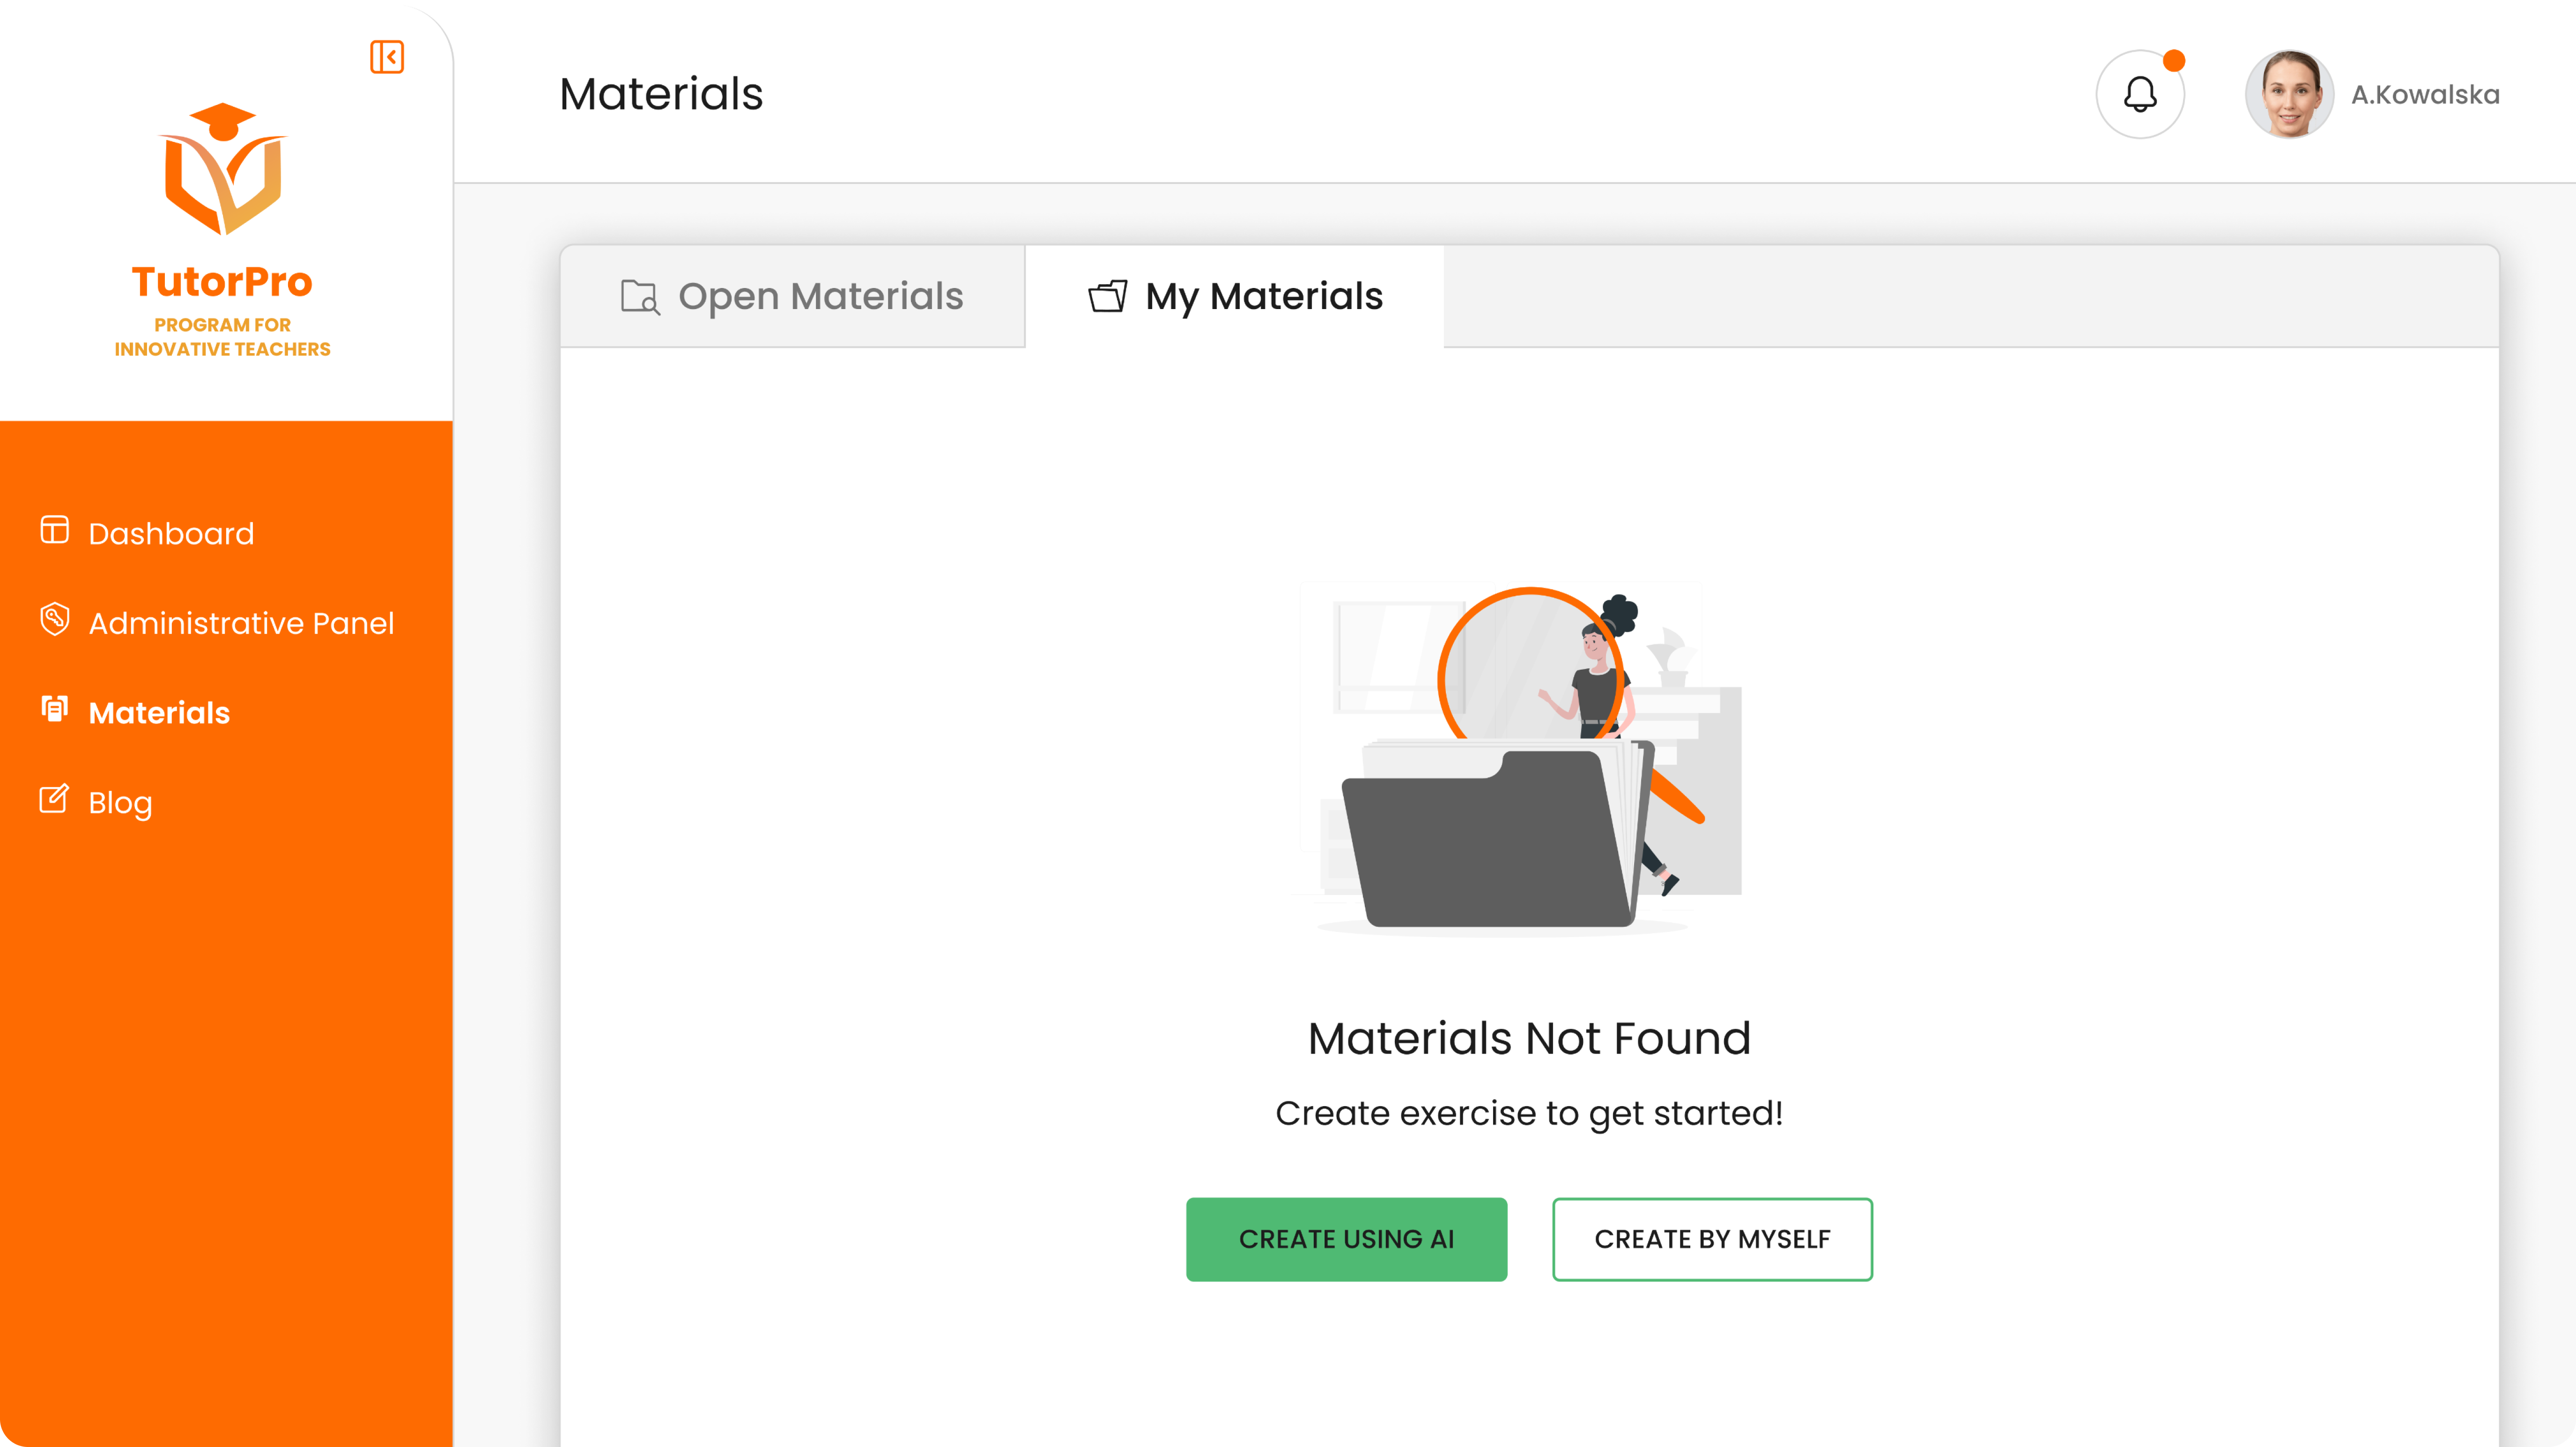 Materials
A.Kowalska
TutorPro
PROGRAM FOR
INNOVATIVE TEACHERS
Dashboard
Administrative Panel
Materials
Blog
Open Materials
My Materials
Materials Not Found
Create exercise to get started!
CREATE USING AI
CREATE BY MYSELF